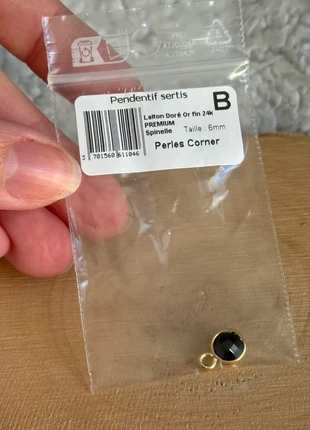 Pendentif sertis
B
Laiton Doré Or fin 24k
PREMIUM
Spinelle Taille : 6mm
Perles Corner
3 701560 611046